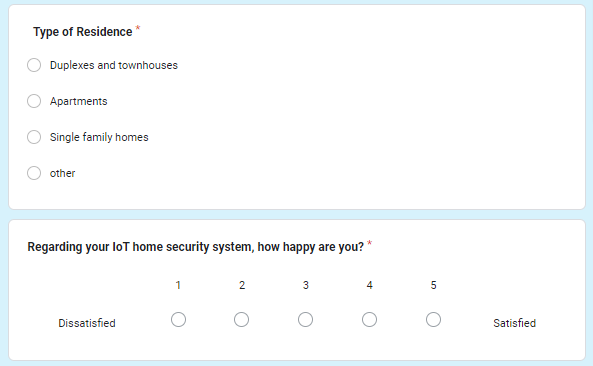 Type of Residence *
Duplexes and townhouses
Apartments
Single family homes
other
Regarding your IoT home security system, how happy are you? *
1 2 3 4 5
Dissatisfied Satisfied